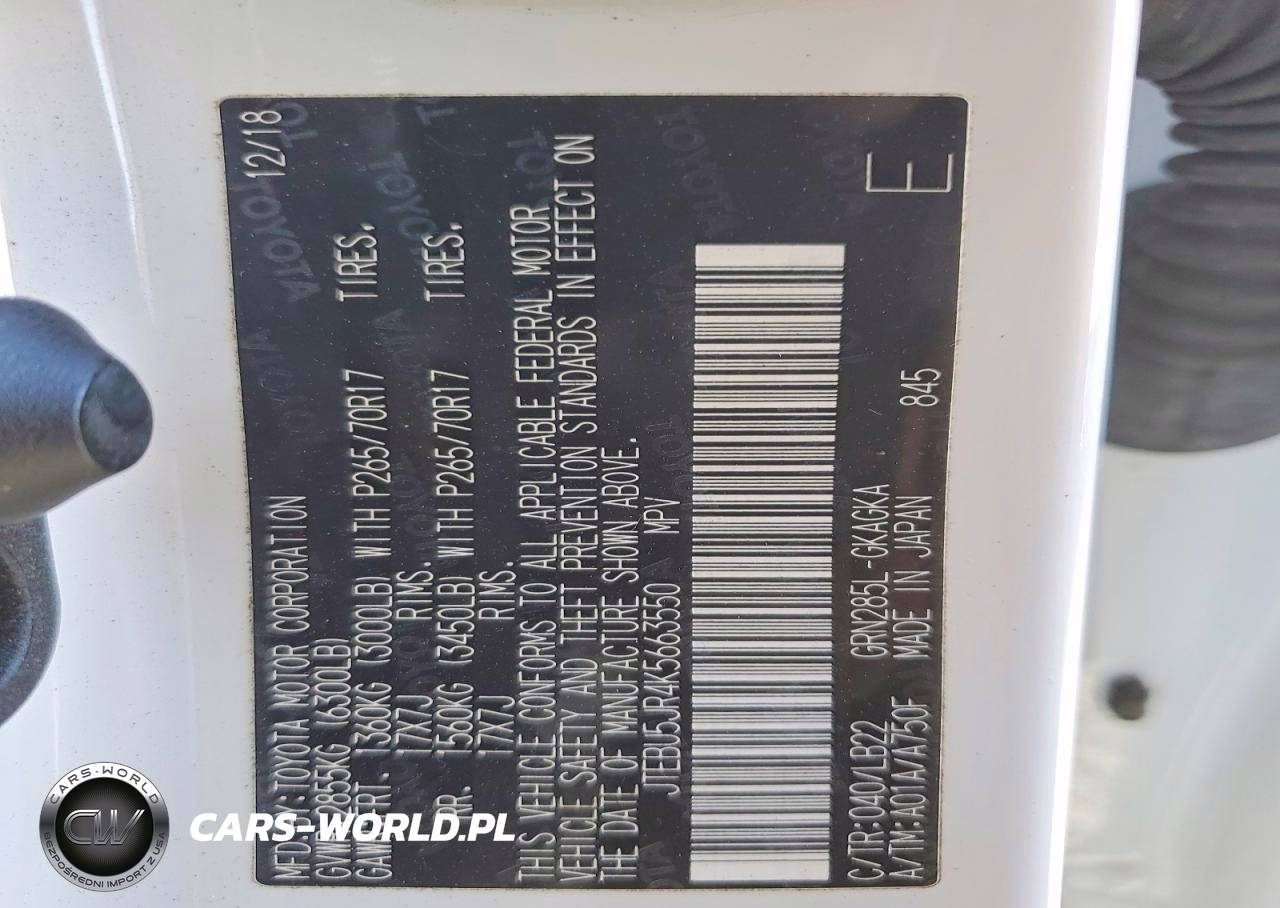 12/18
MFD.BY:TOYOTA MOTOR CORPORATION
GVWR 2855KG (6300LB)
GAWR FRT. 1360KG (3000LB) WITH P265/70R17 TIRES,
17X7J RIMS,
RR. 1560KG (3450LB) WITH P265/70R17 TIRES,
17X7J RIMS,
THIS VEHICLE CONFORMS TO ALL APPLICABLE FEDERAL MOTOR
VEHICLE SAFETY AND THEFT PREVENTION STANDARDS IN EFFECT ON
THE DATE OF MANUFACTURE SHOWN ABOVE.
JTEBU5JR4K5663550 MPV
C/TR:040/LB22 GRN285L-GKAGKA
A/TM:A01A/A750F MADE IN JAPAN 845
E
CARS-WORLD
CW
BEZPOŚREDNI IMPORT Z USA
CARS-WORLD.PL